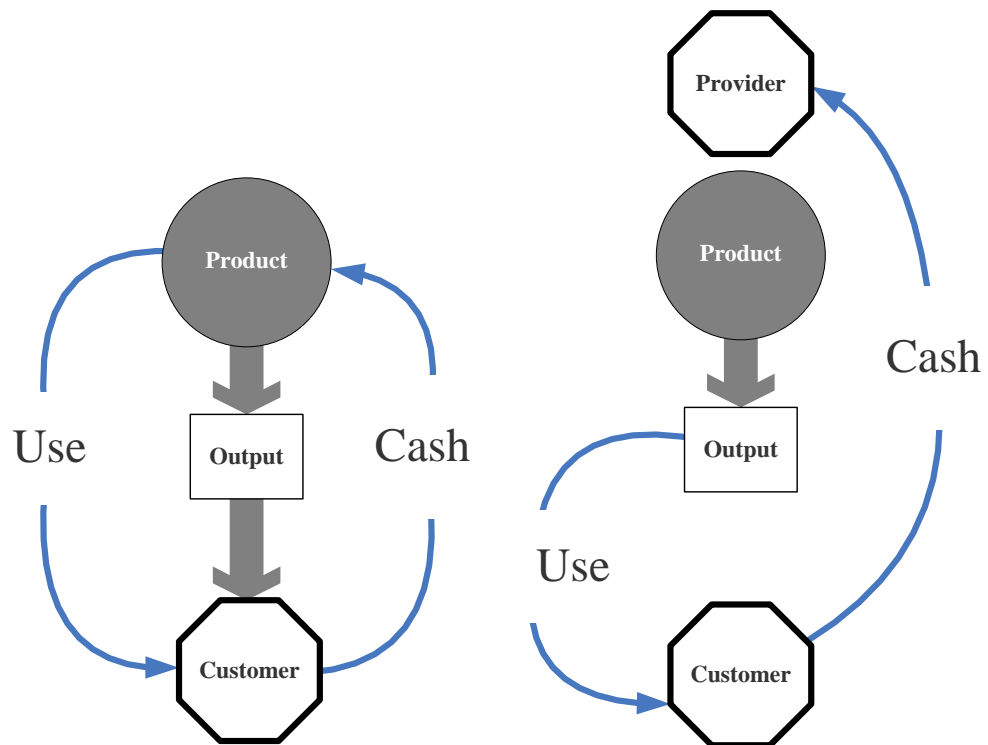 Product
Use
Output
Cash
Customer
Provider
Product
Cash
Output
Use
Customer